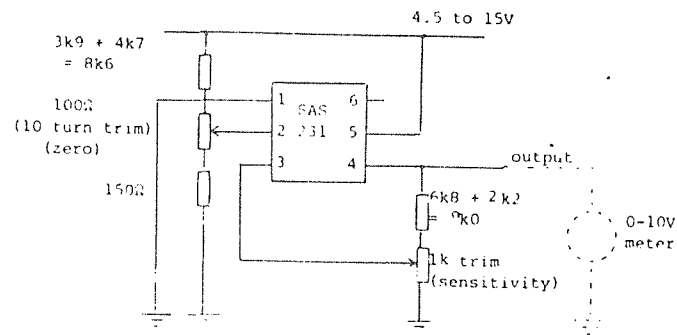 4.5 to 15V
3k9 + 4k7
= 8k6
100Ω
(10 turn trim)
(zero)
150Ω
1
2
3
SAS
231
6
5
4
output
6k8 + 2k2
= 9k0
1k trim
(sensitivity)
0-10V
meter